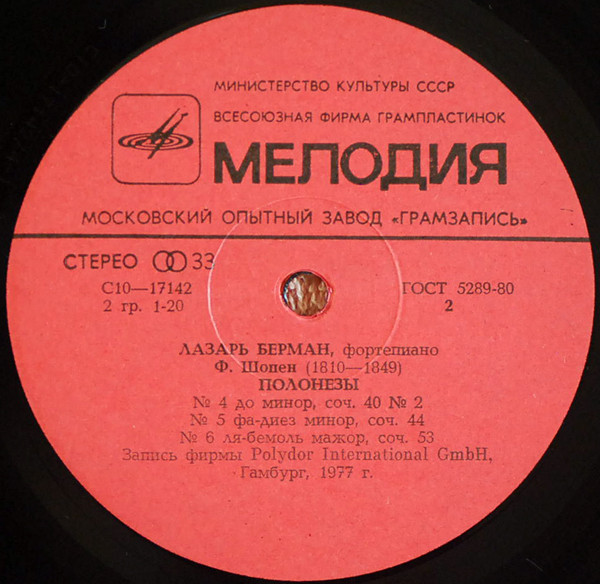 МИНИСТЕРСТВО КУЛЬТУРЫ СССР
ВСЕСОЮЗНАЯ ФИРМА ГРАМПЛАСТИНОК
МЕЛОДИЯ
МОСКОВСКИЙ ОПЫТНЫЙ ЗАВОД «ГРАМЗАПИСЬ»
СТЕРЕО 33
С10—17142 ГОСТ 5289-80
2 гр. 1-20 2
ЛАЗАРЬ БЕРМАН, фортепиано
Ф. Шопен (1810—1849)
ПОЛОНЕЗЫ
№ 4 до минор, соч. 40 № 2
№ 5 фа-диез минор, соч. 44
№ 6 ля-бемоль мажор, соч. 53
Запись фирмы Polydor International GmbH,
Гамбург, 1977 г.